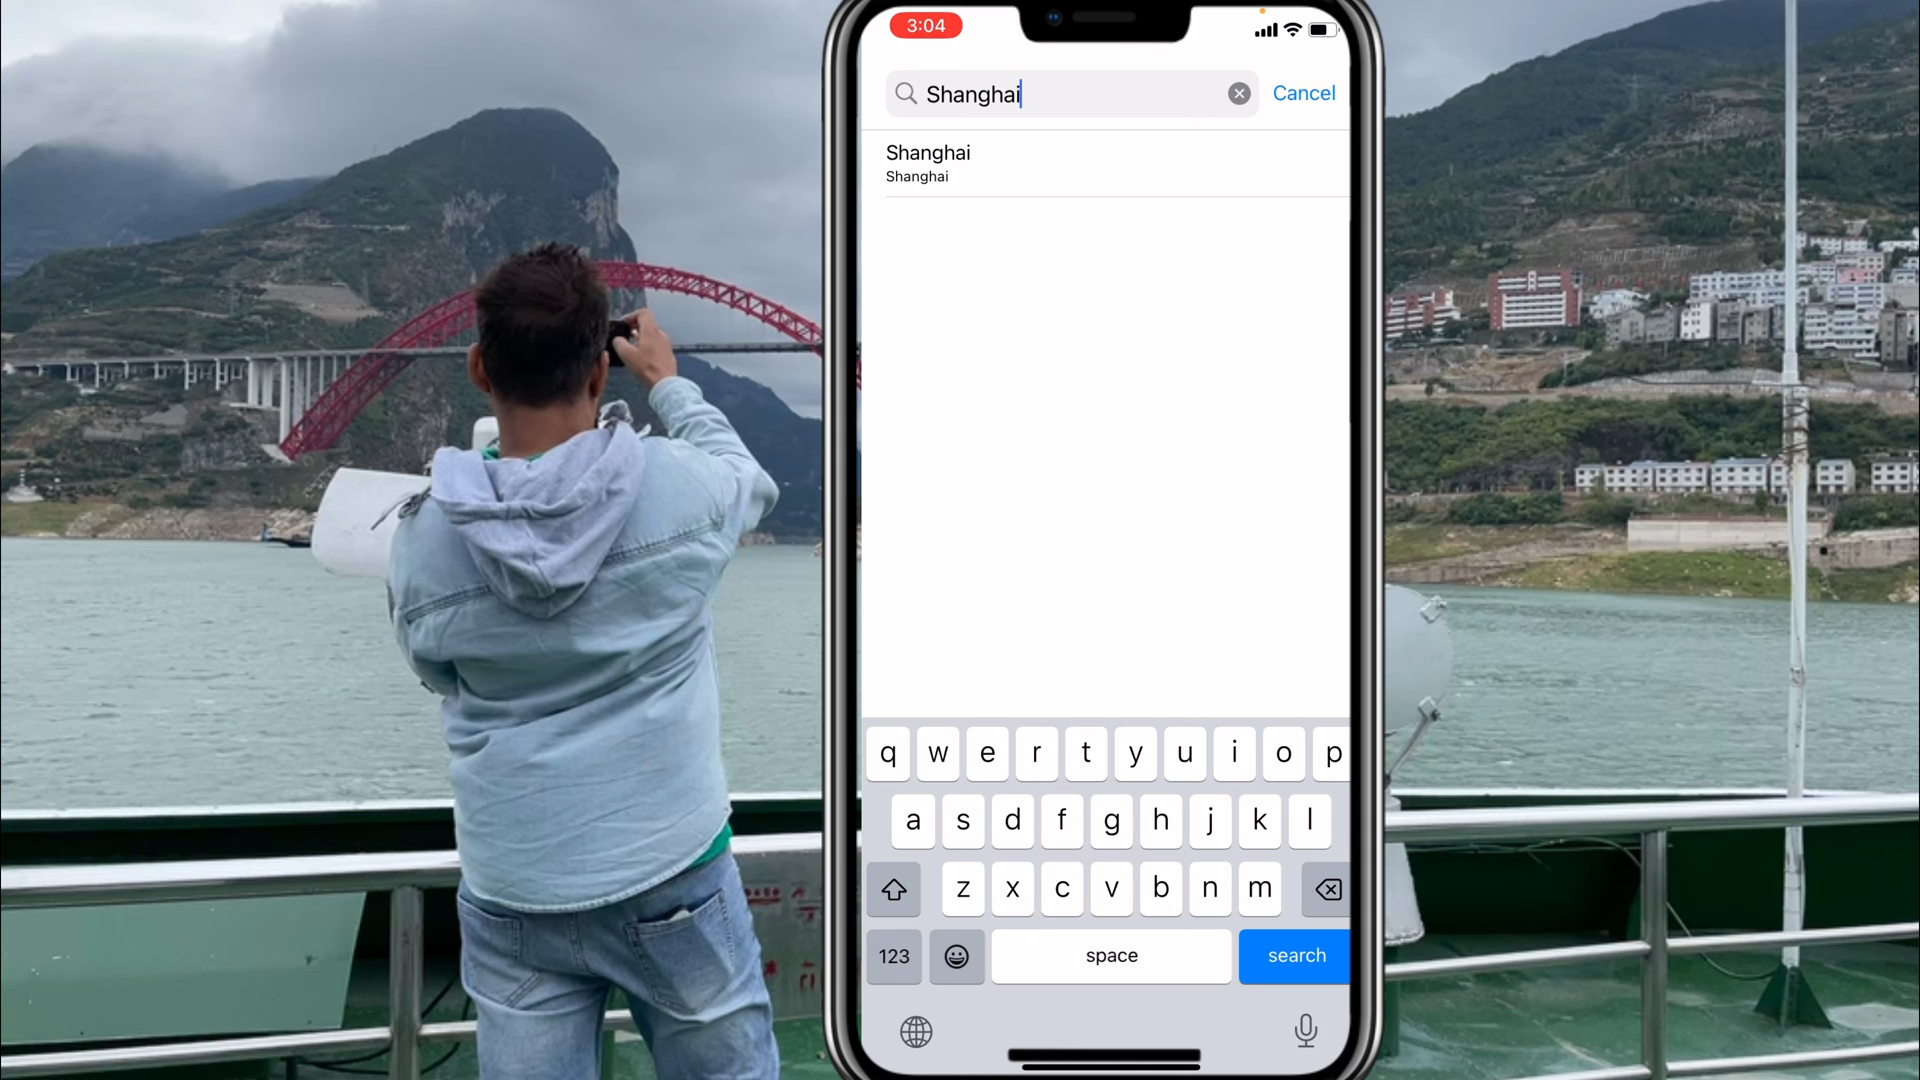 3:04
Shanghai
Cancel
Shanghai
Shanghai
q w e r t y u i o p
a s d f g h j k l
z x c v b n m
123
space
search